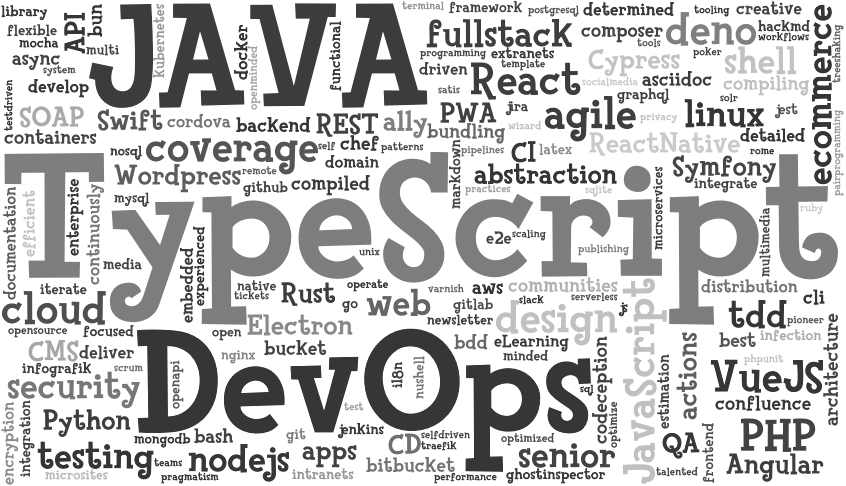 library
flexible
mocha
API
bun
async
multi
system
develop
JAVA
kubernetes
docker
openminded
functional
terminal
framework
postgresql
determined
tooling
creative
fullstack
composer
deno
hackmd
workflows
tools
programming
extranets
poker
ecommerce
treeshaking
driven
template
Cypress
shell
React
socialmedia
asciidoc
compiling
satis
graphql
solr
testdriven
SOAP
containers
Swift
cordova
backend
REST
ally
PWA
jra
agile
privacy
linux
jest
bundling
wizard
ReactNative
detailed
pairprogramming
nosql
coverage
self
chef
patterns
domain
markdown
pipelines
CI
latex
rome
Wordpress
remote
github
compiled
abstraction
Symfony
integrate
practices
sqlite
microservices
TypeScript
documentation
efficient
enterprise
continuously
mysql
media
embedded
experienced
unix
e2e
scaling
publishing
multimedia
ruby
iterate
cloud
native
tickets
Rust
operate
go
web
varnish
aws
communities
distribution
cli
gitlab
slack
serverless
js
newsletter
design
tdd
pioneer
opensource
focused
open
Electron
JavaScript
CMS
deliver
DevOps
nginx
bucket
bdd
eLearning
minded
best
infection
infografik
scrum
openapi
i18n
nushell
sql
codeception
optimize
estimation
actions
phpunit
VueJS
architecture
security
confluence
encryption
integration
Python
test
mongodb
bash
git
jenkins
CD
selfdriven
traefik
optimized
QA
frontend
PHP
testing
teams
nodejs
apps
bitbucket
senior
Angular
microsites
pragmatism
intranets
performance
ghostinspector
talented